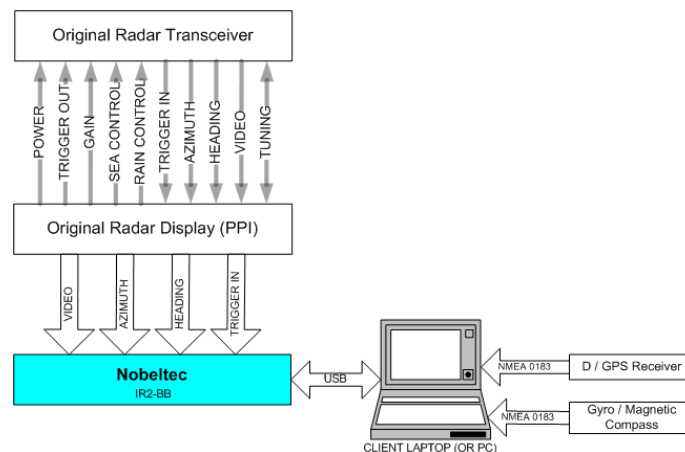 Original Radar Transceiver
POWER
TRIGGER OUT
GAIN
SEA CONTROL
RAIN CONTROL
TRIGGER IN
AZIMUTH
HEADING
VIDEO
TUNING
Original Radar Display (PPI)
VIDEO
AZIMUTH
HEADING
TRIGGER IN
Nobeltec
IR2-BB
USB
NMEA 0183
D / GPS Receiver
NMEA 0183
Gyro / Magnetic
Compass
CLIENT LAPTOP (OR PC)